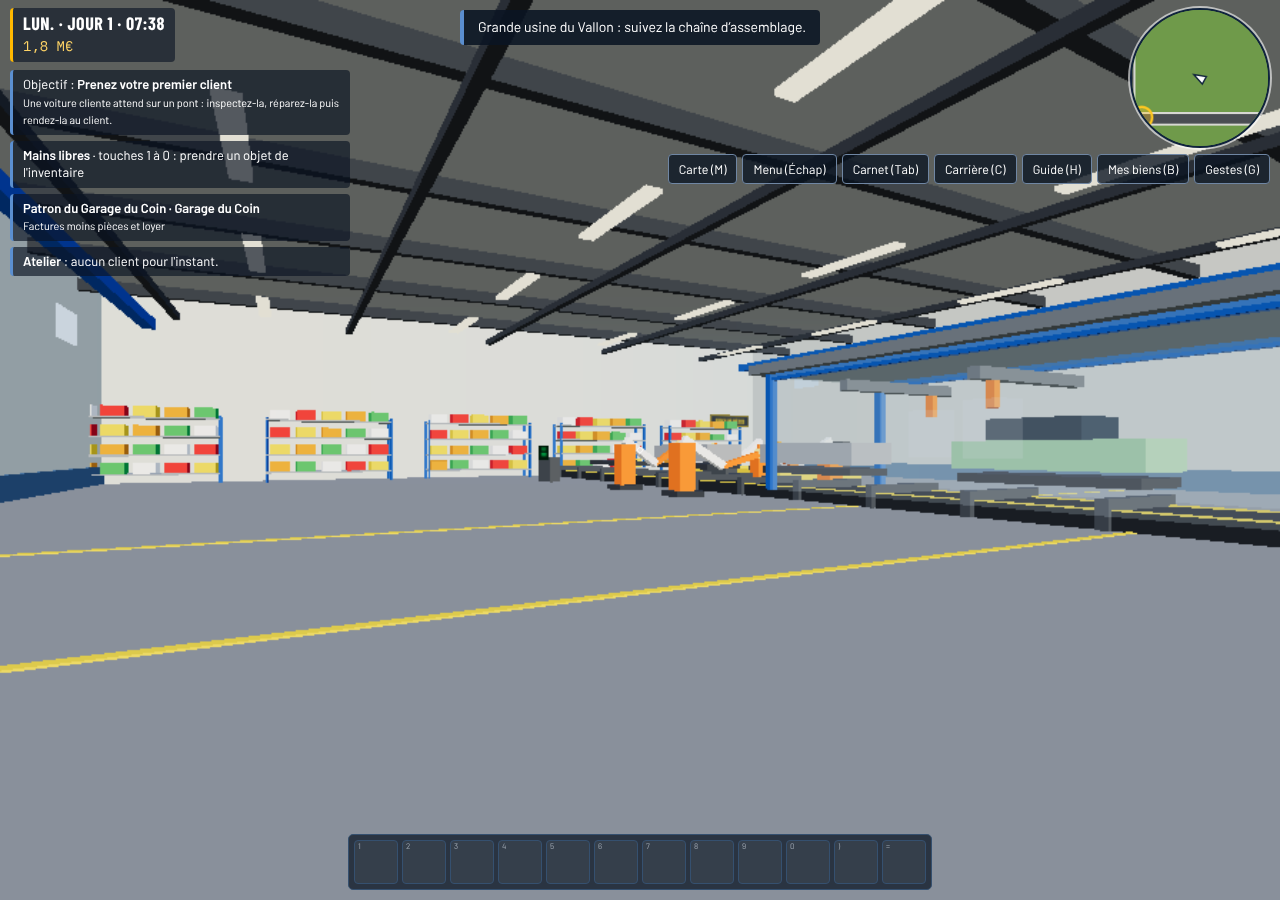 LUN. · JOUR 1 · 07:38
1,8 M€
Grande usine du Vallon : suivez la chaîne d'assemblage.
Objectif : Prenez votre premier client
Une voiture cliente attend sur un pont : inspectez-la, réparez-la puis
rendez-la au client.
Mains libres · touches 1 à 0 : prendre un objet de
l'inventaire
Carte (M)
Menu (Échap)
Carnet (Tab)
Carrière (C)
Guide (H)
Mes biens (B)
Gestes (G)
Patron du Garage du Coin · Garage du Coin
Factures moins pièces et loyer
Atelier : aucun client pour l'instant.
1
2
3
4
5
6
7
8
9
0
)
=